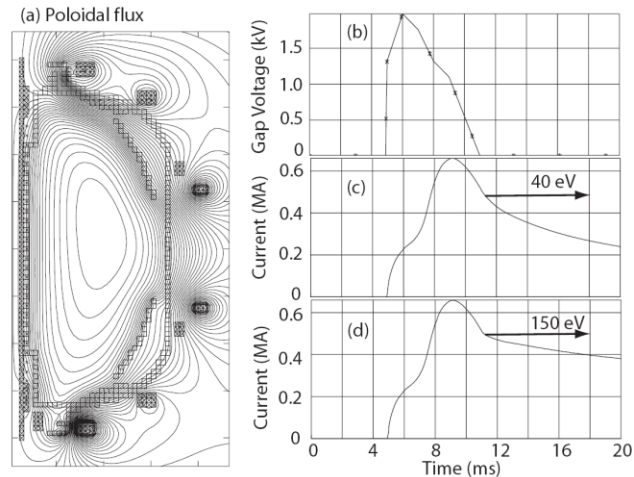 (a) Poloidal flux
(b)
Gap Voltage (kV)
1.5
1.0
0.5
0
(c)
40 eV
Current (MA)
0.6
0.4
0.2
0
(d)
150 eV
Current (MA)
0.6
0.4
0.2
0
0 4 8 12 16 20
Time (ms)